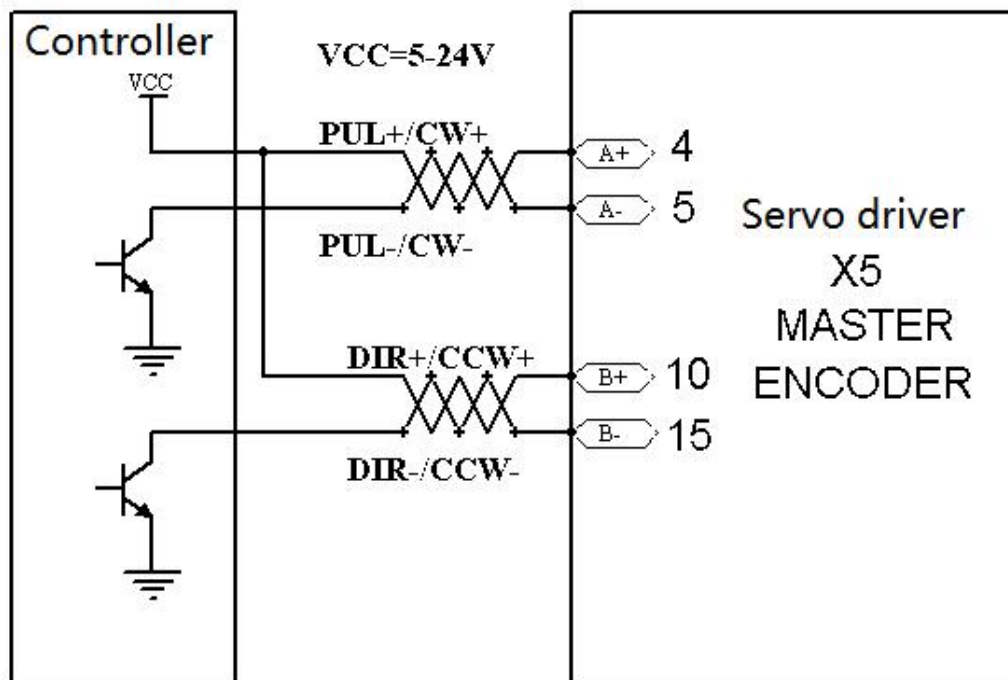 Controller
VCC=5-24V
VCC
PUL+/CW+
A+ 4
A- 5
PUL-/CW-
Servo driver
X5
MASTER
ENCODER
DIR+/CCW+
B+ 10
B- 15
DIR-/CCW-